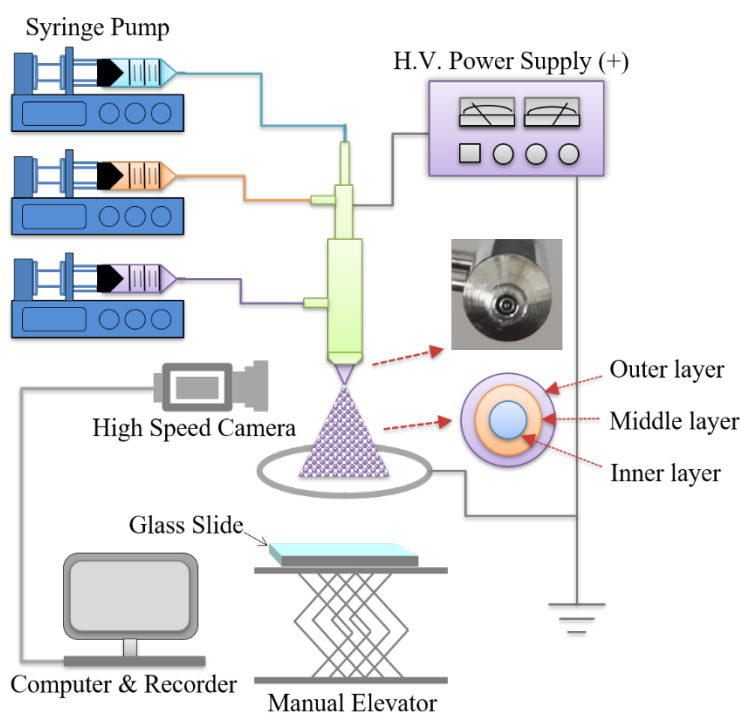 Syringe Pump
H.V. Power Supply (+)
Outer layer
Middle layer
Inner layer
High Speed Camera
Glass Slide
Computer & Recorder
Manual Elevator